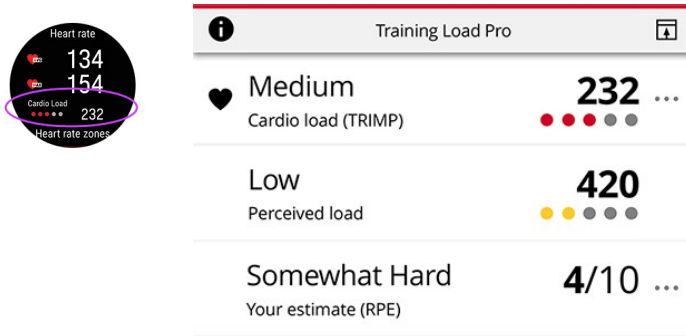 Heart rate
134
154
Cardio Load
232
Heart rate zones
Training Load Pro
Medium 232
Cardio load (TRIMP)
Low 420
Perceived load
Somewhat Hard 4/10
Your estimate (RPE)